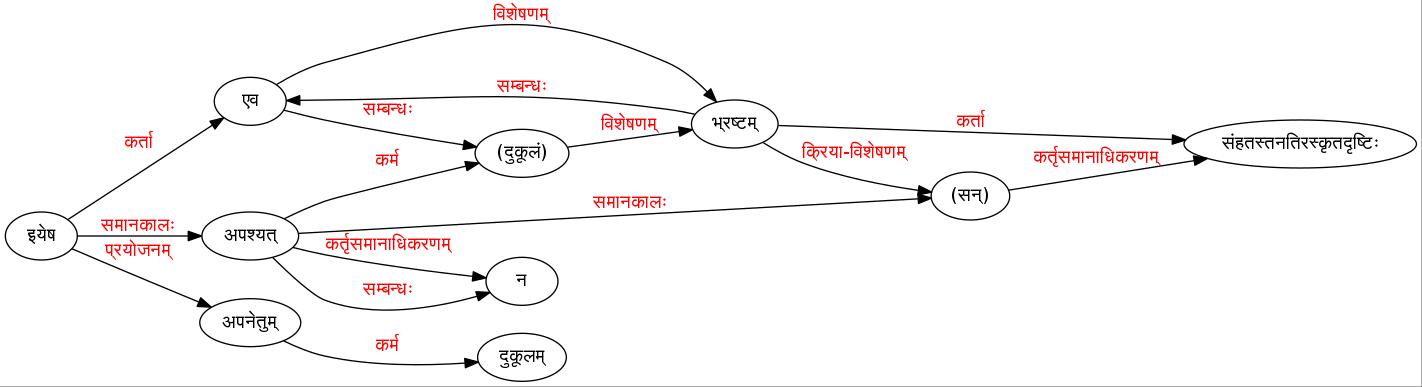 विशेषणम्
एव
सम्बन्धः
सम्बन्धः
भ्रष्टम्
कर्ता
विशेषणम्
कर्ता
संहतस्तनतिरस्कृतदृष्टिः
कर्म
(दुकूलं)
क्रिया-विशेषणम्
कर्तृसमानाधिकरणम्
(सन्)
समानकालः
इयेष
समानकालः
अपश्यत्
कर्तृसमानाधिकरणम्
प्रयोजनम्
न
सम्बन्धः
अपनेतुम्
कर्म
दुकूलम्